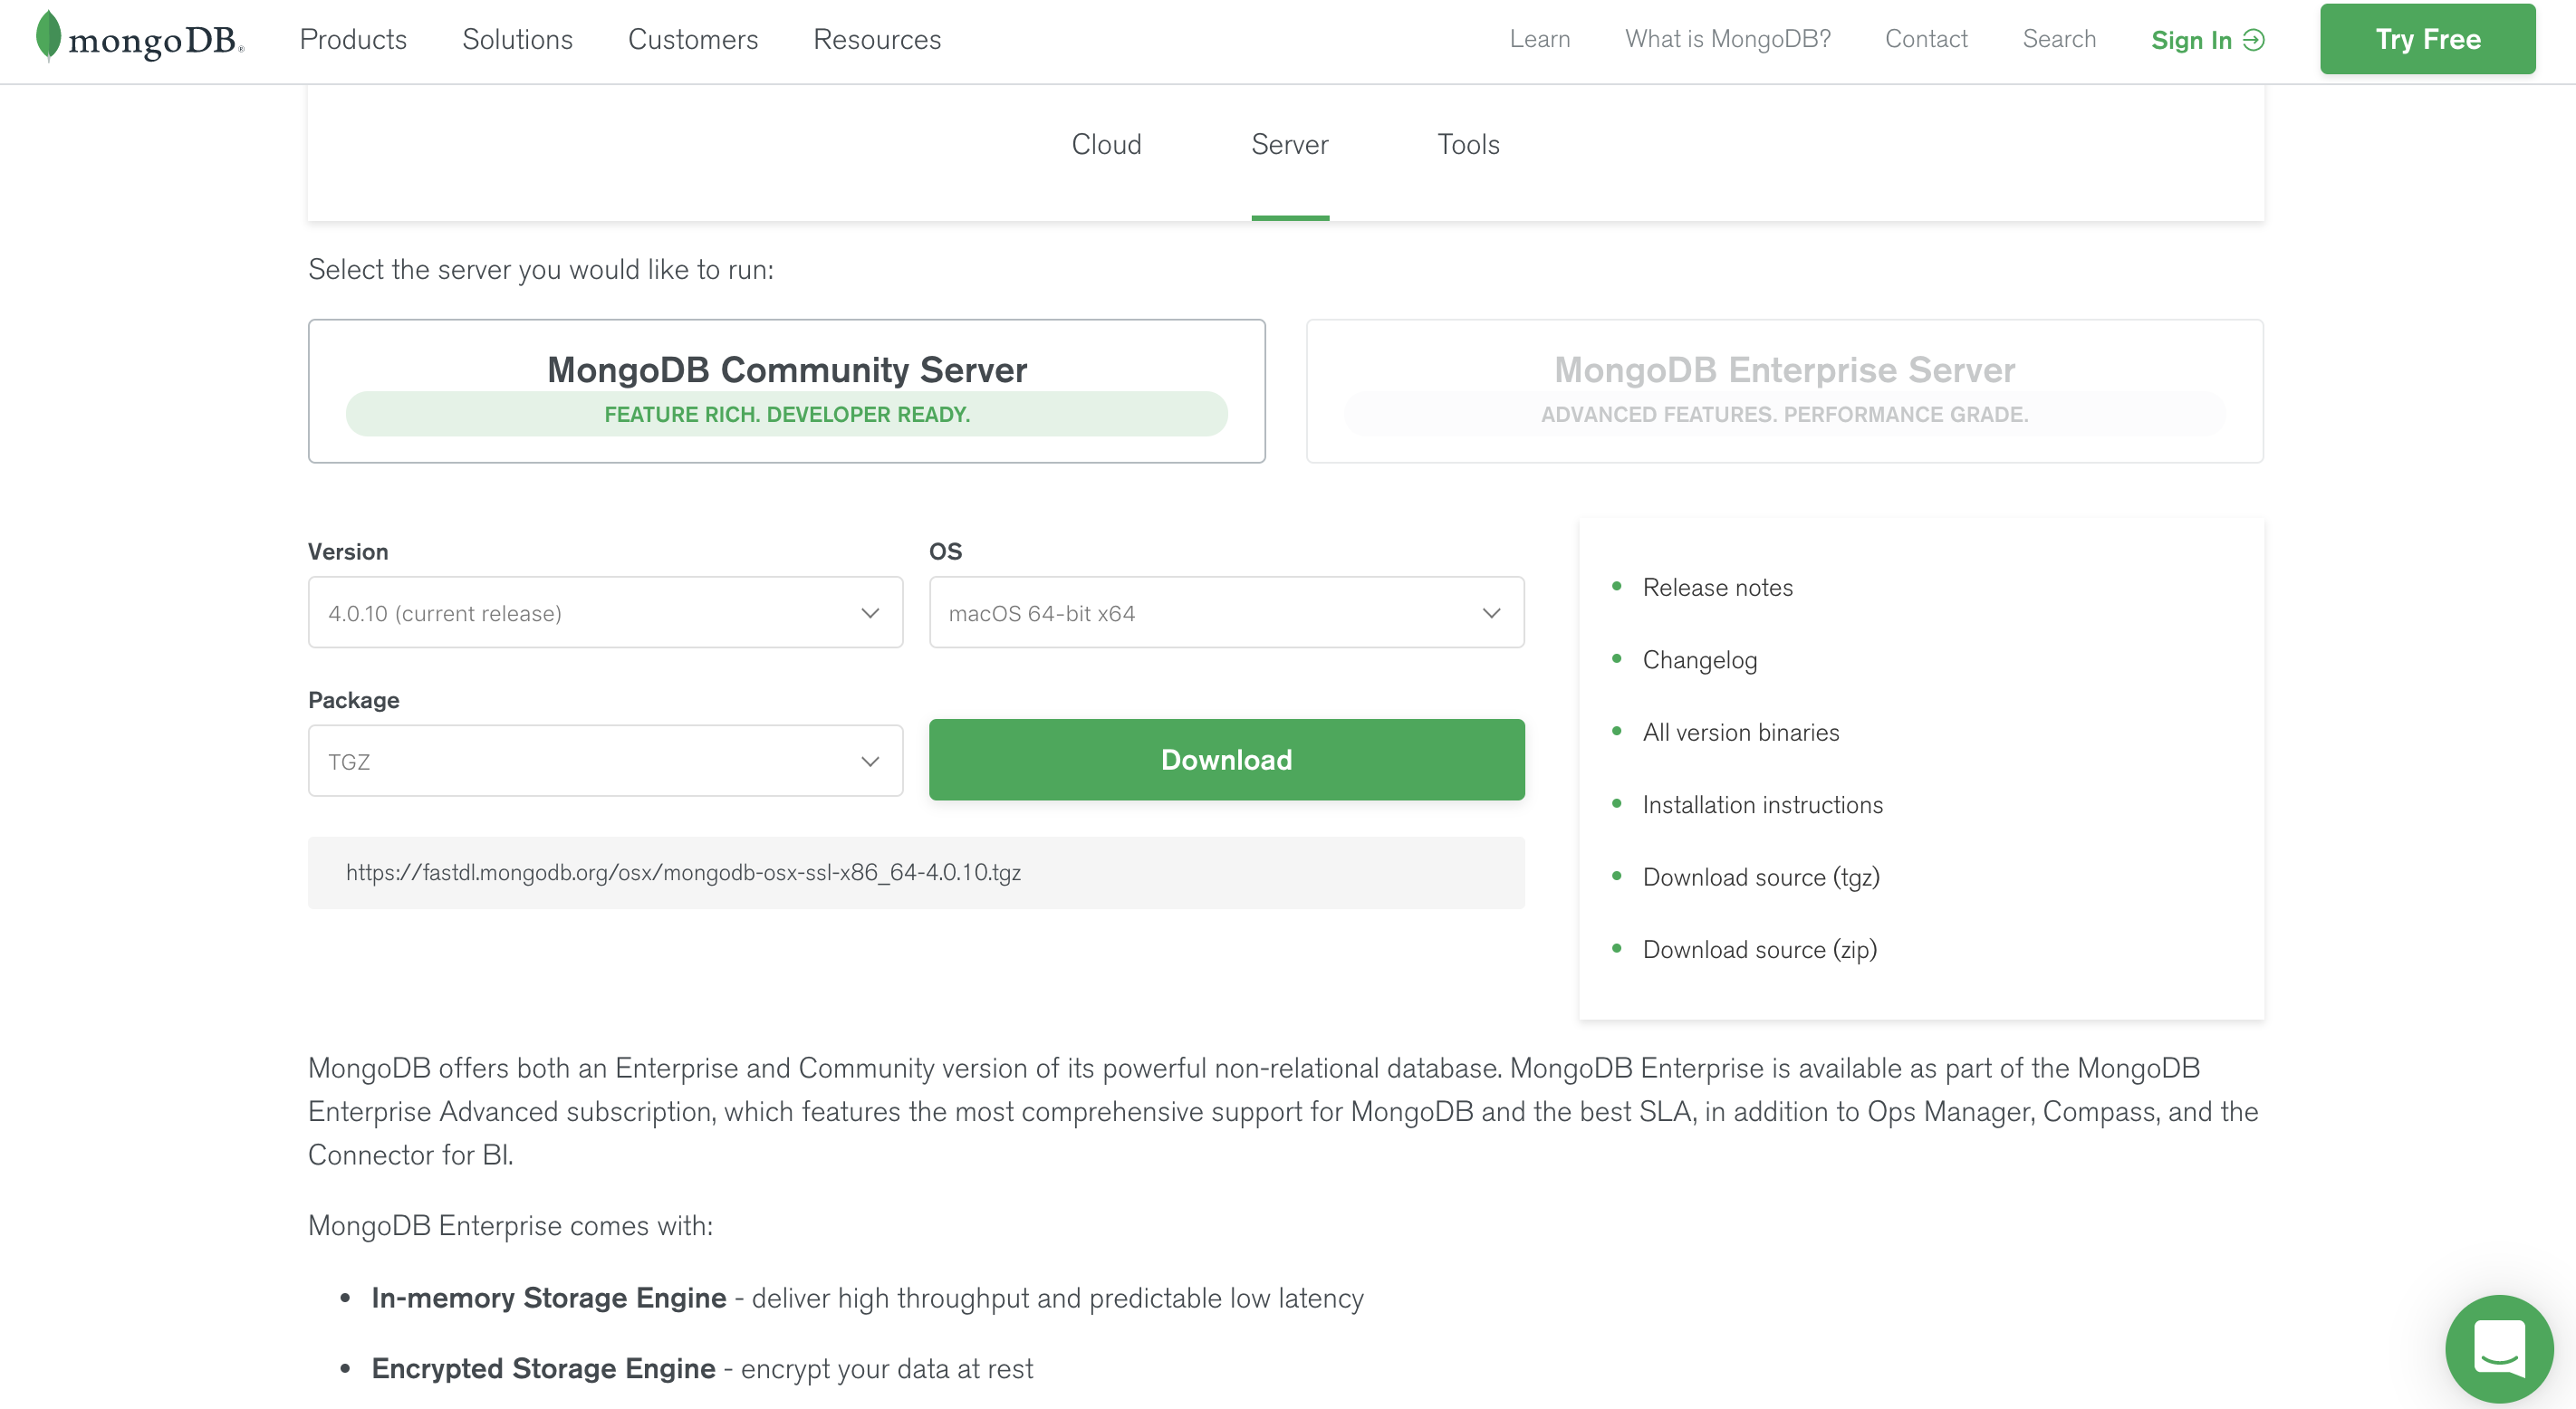 mongoDB®
Products Solutions Customers Resources Learn What is MongoDB? Contact Search Sign In Try Free
Cloud Server Tools
Select the server you would like to run:
MongoDB Community Server
FEATURE RICH. DEVELOPER READY.
MongoDB Enterprise Server
ADVANCED FEATURES. PERFORMANCE GRADE.
Version
4.0.10 (current release)
OS
macOS 64-bit x64
Package
TGZ
Download
https://fastdl.mongodb.org/osx/mongodb-osx-ssl-x86_64-4.0.10.tgz
Release notes
Changelog
All version binaries
Installation instructions
Download source (tgz)
Download source (zip)
MongoDB offers both an Enterprise and Community version of its powerful non-relational database. MongoDB Enterprise is available as part of the MongoDB
Enterprise Advanced subscription, which features the most comprehensive support for MongoDB and the best SLA, in addition to Ops Manager, Compass, and the
Connector for BI.
MongoDB Enterprise comes with:
• In-memory Storage Engine - deliver high throughput and predictable low latency
• Encrypted Storage Engine - encrypt your data at rest